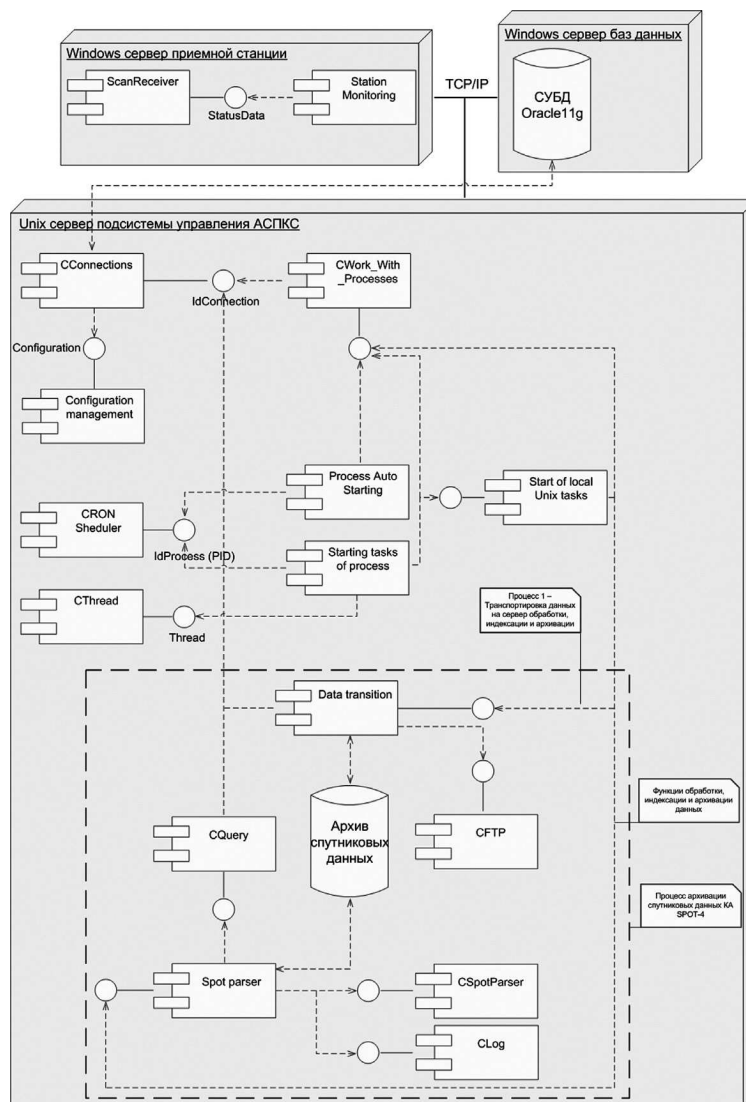 Windows сервер приемной станции
Windows сервер баз данных
ScanReceiver
StatusData
Station
Monitoring
TCP/IP
СУБД
Oracle11g
Unix сервер подсистемы управления АСПКС
CConnections
IdConnection
CWork_With
_Processes
Configuration
Configuration
management
Process Auto
Starting
Start of local
Unix tasks
CRON
Sheduler
IdProcess (PID)
Starting tasks
of process
CThread
Thread
Процесс 1 –
Транспортировка данных
на сервер обработки,
индексации и архивации
Data transition
Функции обработки,
индексации и архивации
данных
CQuery
Архив
спутниковых
данных
CFTP
Процесс архивации
спутниковых данных КА
SPOT-4
Spot parser
CSpotParser
CLog